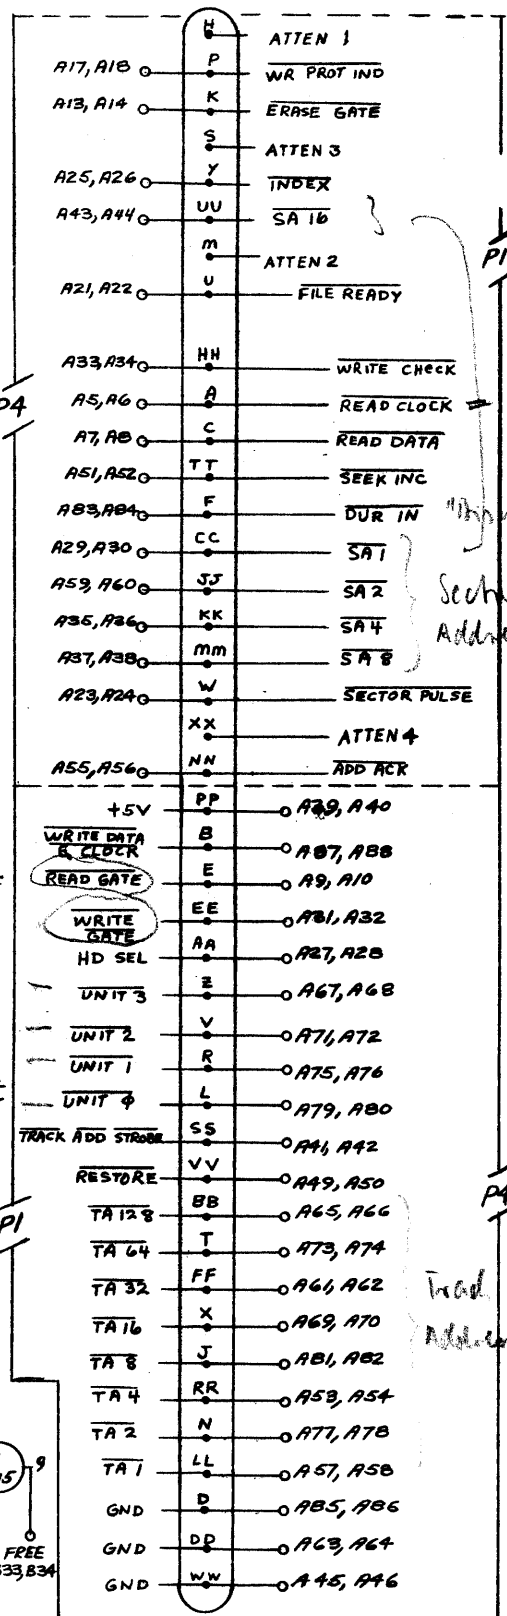 H
ATTEN 1
A17, A18 P WR PROT IND
A13, A14 K ERASE GATE
S
ATTEN 3
A25, A26 Y INDEX
A43, A44 UU SA 16
m
ATTEN 2
P1
A21, A22 U FILE READY
A33, A34 HH WRITE CHECK
P4
A5, A6 A READ CLOCK
A7, A8 C READ DATA
A51, A52 TT SEEK INC
A83, A84 F DUR IN
A29, A30 CC SA 1
A59, A60 JJ SA 2
A35, A36 KK SA 4
A37, A38 mm SA 8
A23, A24 W SECTOR PULSE
XX ATTEN 4
A55, A56 NN ADD ACK
+5V PP A39, A40
WRITE DATA
& CLOCK B A87, A88
READ GATE E A9, A10
WRITE
GATE EE A31, A32
HD SEL AA A27, A28
UNIT 3 Z A67, A68
UNIT 2 V A71, A72
UNIT 1 R A75, A76
UNIT φ L A79, A80
TRACK ADD STROBE SS A41, A42
RESTORE VV A49, A50
P4
TA 128 BB A65, A66
P1
TA 64 T A73, A74
TA 32 FF A61, A62
TA 16 X A69, A70
TA 8 J A81, A82
TA 4 RR A53, A54
TA 2 N A77, A78
TA 1 LL A57, A58
9
GND D A85, A86
GND DD A63, A64
FREE
B33, B34
GND WW A45, A46